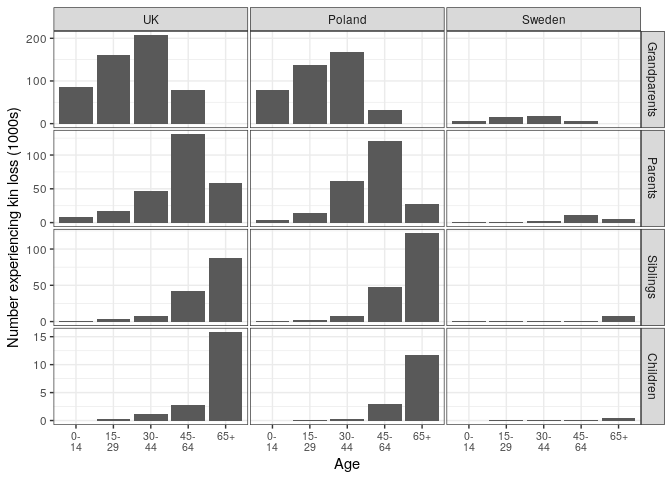 UK Poland Sweden
200
100
0
Grandparents
100
50
0
Parents
100
50
0
Siblings
15
10
5
0
Children
0- 15- 30- 45- 65+ 0- 15- 30- 45- 65+ 0- 15- 30- 45- 65+
14 29 44 64 14 29 44 64 14 29 44 64
Age
Number experiencing kin loss (1000s)